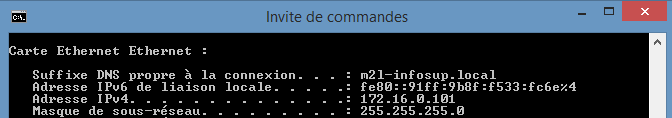 C:\.
Invite de commandes
Carte Ethernet Ethernet :
Suffixe DNS propre à la connexion. . . : m2l-infosup.local
Adresse IPv6 de liaison locale. . . . .: fe80::91ff:9b8f:f533:fc6e%4
Adresse IPv4. . . . . . . . . . . . . .: 172.16.0.101
Masque de sous-réseau. . . . . . . . . : 255.255.255.0